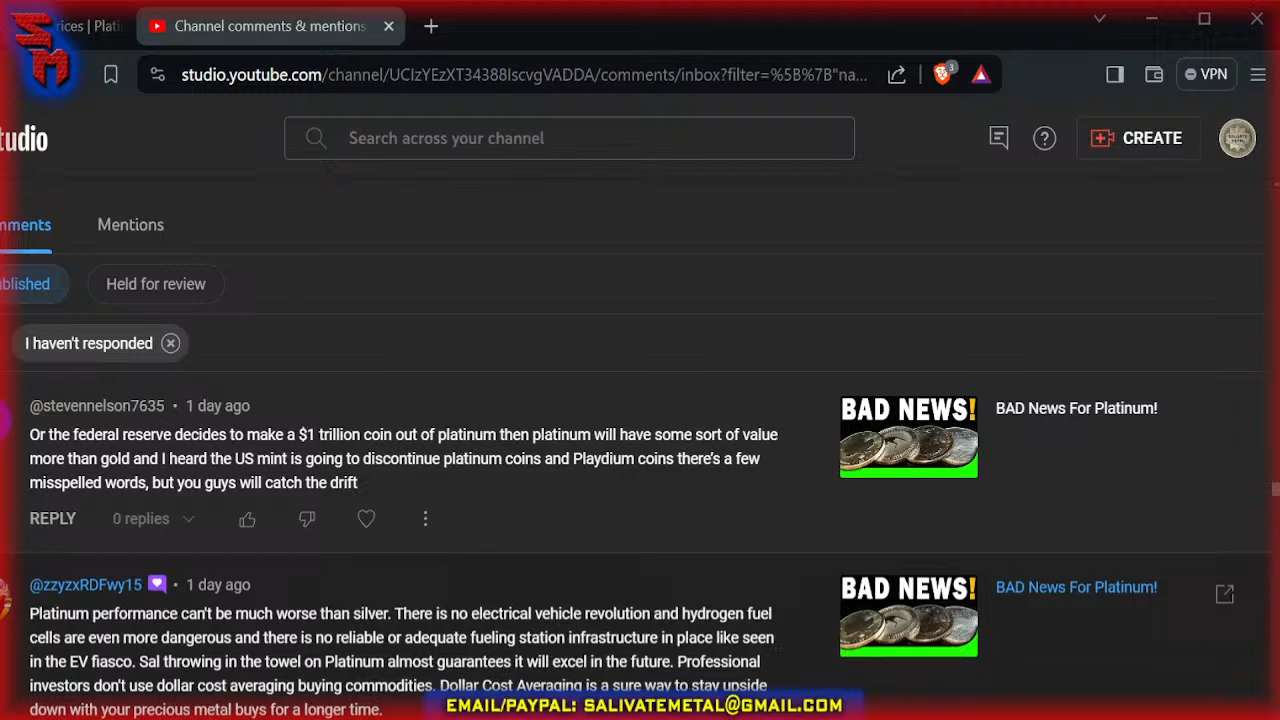 rices | Plati
Channel comments & mentions
SM
studio.youtube.com/channel/UCIzYEzXT34388IscvgVADDA/comments/inbox?filter=%5B%7B"na...
3
VPN
tudio
Search across your channel
CREATE
mments
Mentions
ublished
Held for review
I haven't responded
@stevennelson7635 • 1 day ago
Or the federal reserve decides to make a $1 trillion coin out of platinum then platinum will have some sort of value
more than gold and I heard the US mint is going to discontinue platinum coins and Playdium coins there's a few
misspelled words, but you guys will catch the drift
REPLY
0 replies
BAD NEWS!
BAD News For Platinum!
@zzyzxRDFwy15 • 1 day ago
Platinum performance can't be much worse than silver. There is no electrical vehicle revolution and hydrogen fuel
cells are even more dangerous and there is no reliable or adequate fueling station infrastructure in place like seen
in the EV fiasco. Sal throwing in the towel on Platinum almost guarantees it will excel in the future. Professional
investors don't use dollar cost averaging buying commodities. Dollar Cost Averaging is a sure way to stay upside
down with your precious metal buys for a longer time.
BAD NEWS!
BAD News For Platinum!
EMAIL/PAYPAL: SALIVATEMETAL@GMAIL.COM